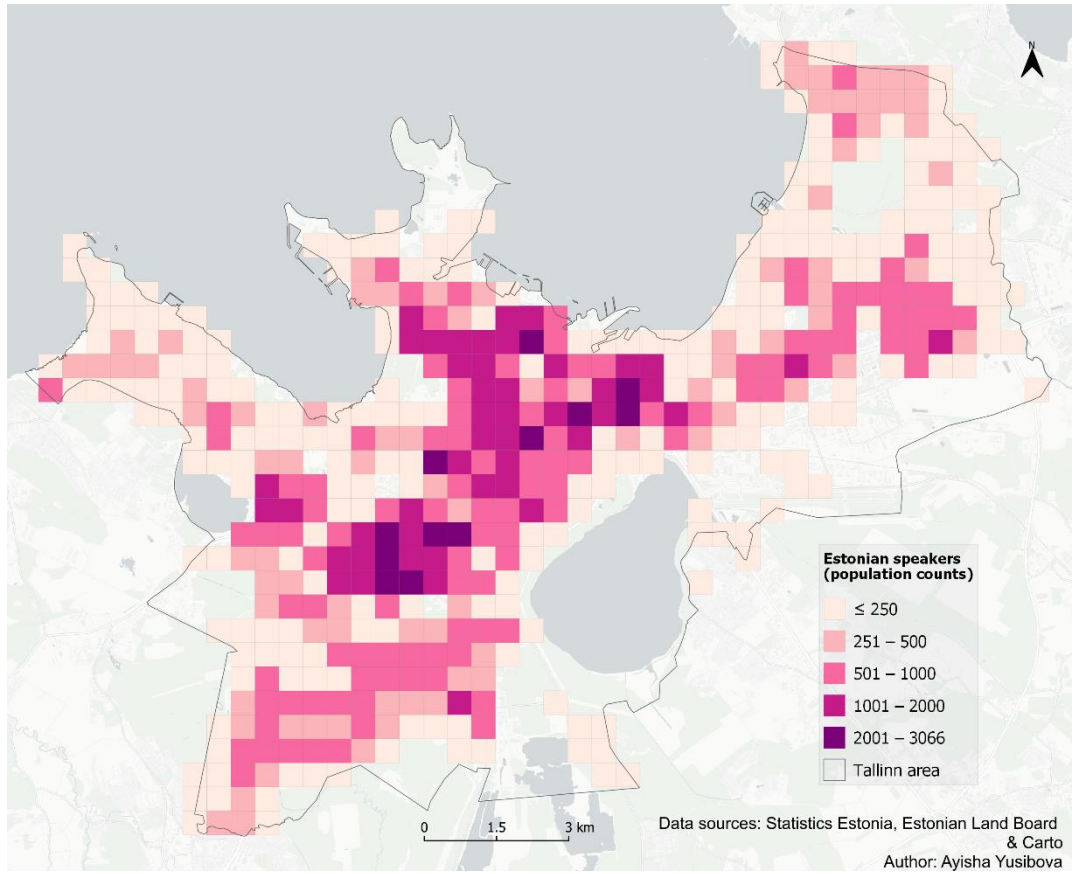 N
Estonian speakers
(population counts)
≤ 250
251 – 500
501 – 1000
1001 – 2000
2001 – 3066
Tallinn area
0 1.5 3 km
Data sources: Statistics Estonia, Estonian Land Board
& Carto
Author: Ayisha Yusibova